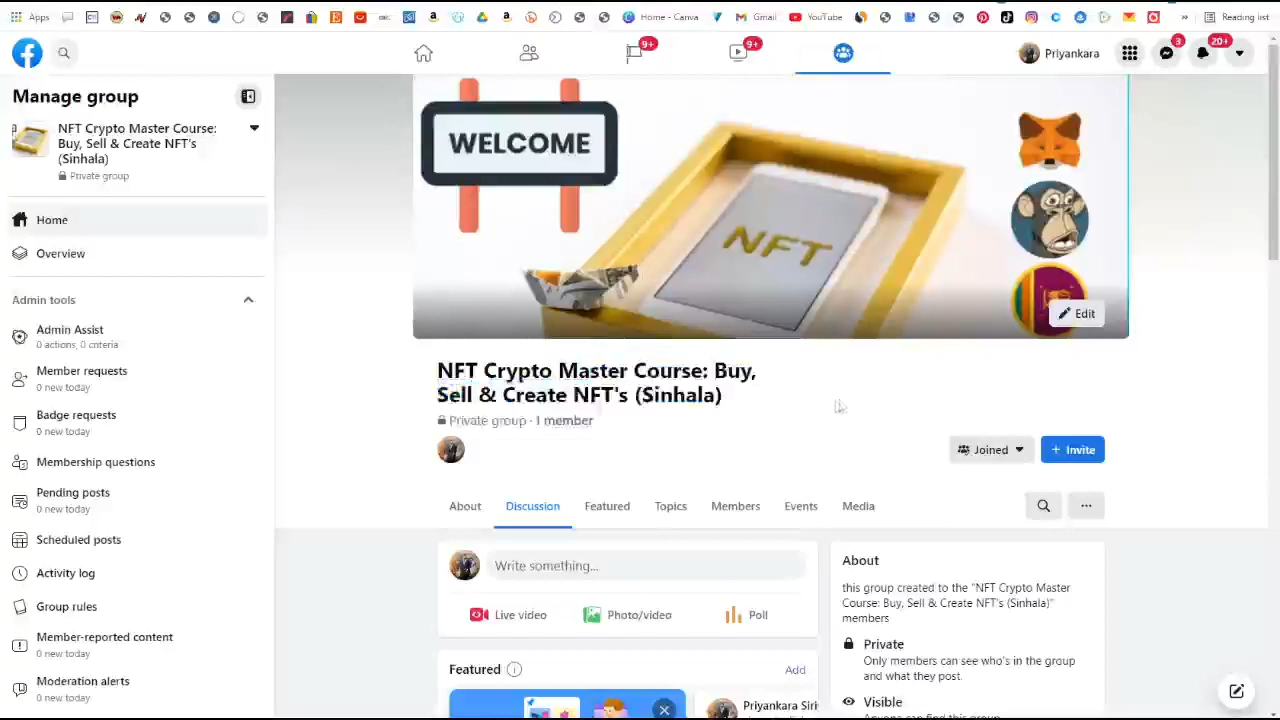 Apps
Home - Canva
Gmail
YouTube
Reading list
9+
9+
Priyankara
3
20+
Manage group
NFT Crypto Master Course:
Buy, Sell & Create NFT's
(Sinhala)
Private group
Home
Overview
Admin tools
Admin Assist
0 actions, 0 criteria
Member requests
0 new today
Badge requests
0 new today
Membership questions
Pending posts
0 new today
Scheduled posts
Activity log
Group rules
Member-reported content
0 new today
Moderation alerts
0 new today
WELCOME
NFT
Edit
NFT Crypto Master Course: Buy,
Sell & Create NFT's (Sinhala)
Private group · 1 member
Joined
+ Invite
About
Discussion
Featured
Topics
Members
Events
Media
Write something...
Live video
Photo/video
Poll
Featured
Add
Priyankara Siri
About
this group created to the "NFT Crypto Master
Course: Buy, Sell & Create NFT's (Sinhala)"
members
Private
Only members can see who's in the group
and what they post.
Visible
Anyone can find this group.